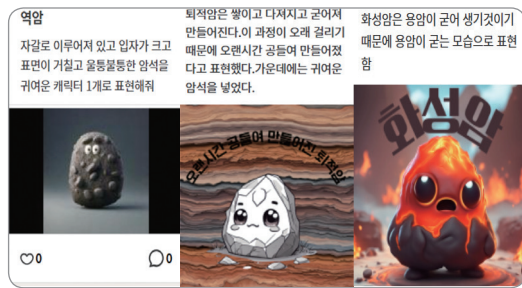 역암
자갈로 이루어져 있고 입자가 크고
표면이 거칠고 울퉁불퉁한 암석을
귀여운 캐릭터 1개로 표현해줘
0
0
퇴적암은 쌓이고 다져지고 굳어져
만들어진다.이 과정이 오래 걸리기
때문에 오랜시간 공들여 만들어졌
다고 표현했다.가운데에는 귀여운
암석을 넣었다.
오랜시간 공들여 만들어진 퇴적암
화성암은 용암이 굳어 생기것이기
때문에 용암이 굳는 모습으로 표현
함
화성암